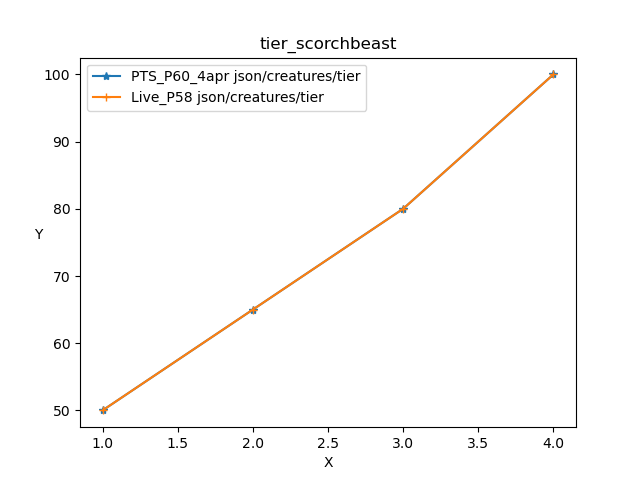 tier_scorchbeast
PTS_P60_4apr json/creatures/tier
Live_P58 json/creatures/tier
100
90
80
70
60
50
Y
1.0 1.5 2.0 2.5 3.0 3.5 4.0
X